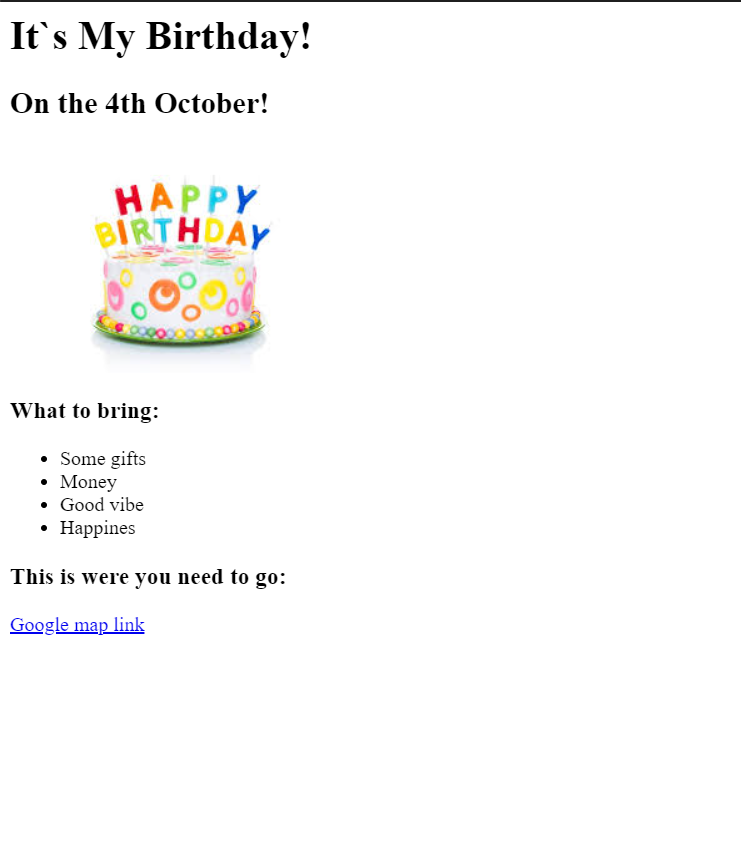 It`s My Birthday!
On the 4th October!
HAPPY
BIRTHDAY
What to bring:
Some gifts
Money
Good vibe
Happines
This is were you need to go:
Google map link